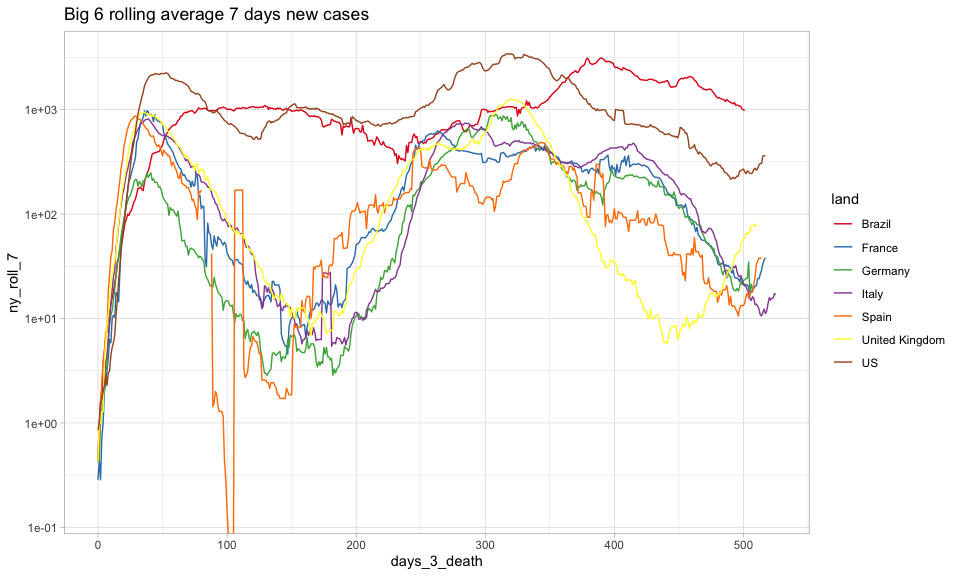 Big 6 rolling average 7 days new cases
ny_roll_7
1e+03
1e+02
1e+01
1e+00
1e-01
0 100 200 300 400 500
days_3_death
land
Brazil
France
Germany
Italy
Spain
United Kingdom
US